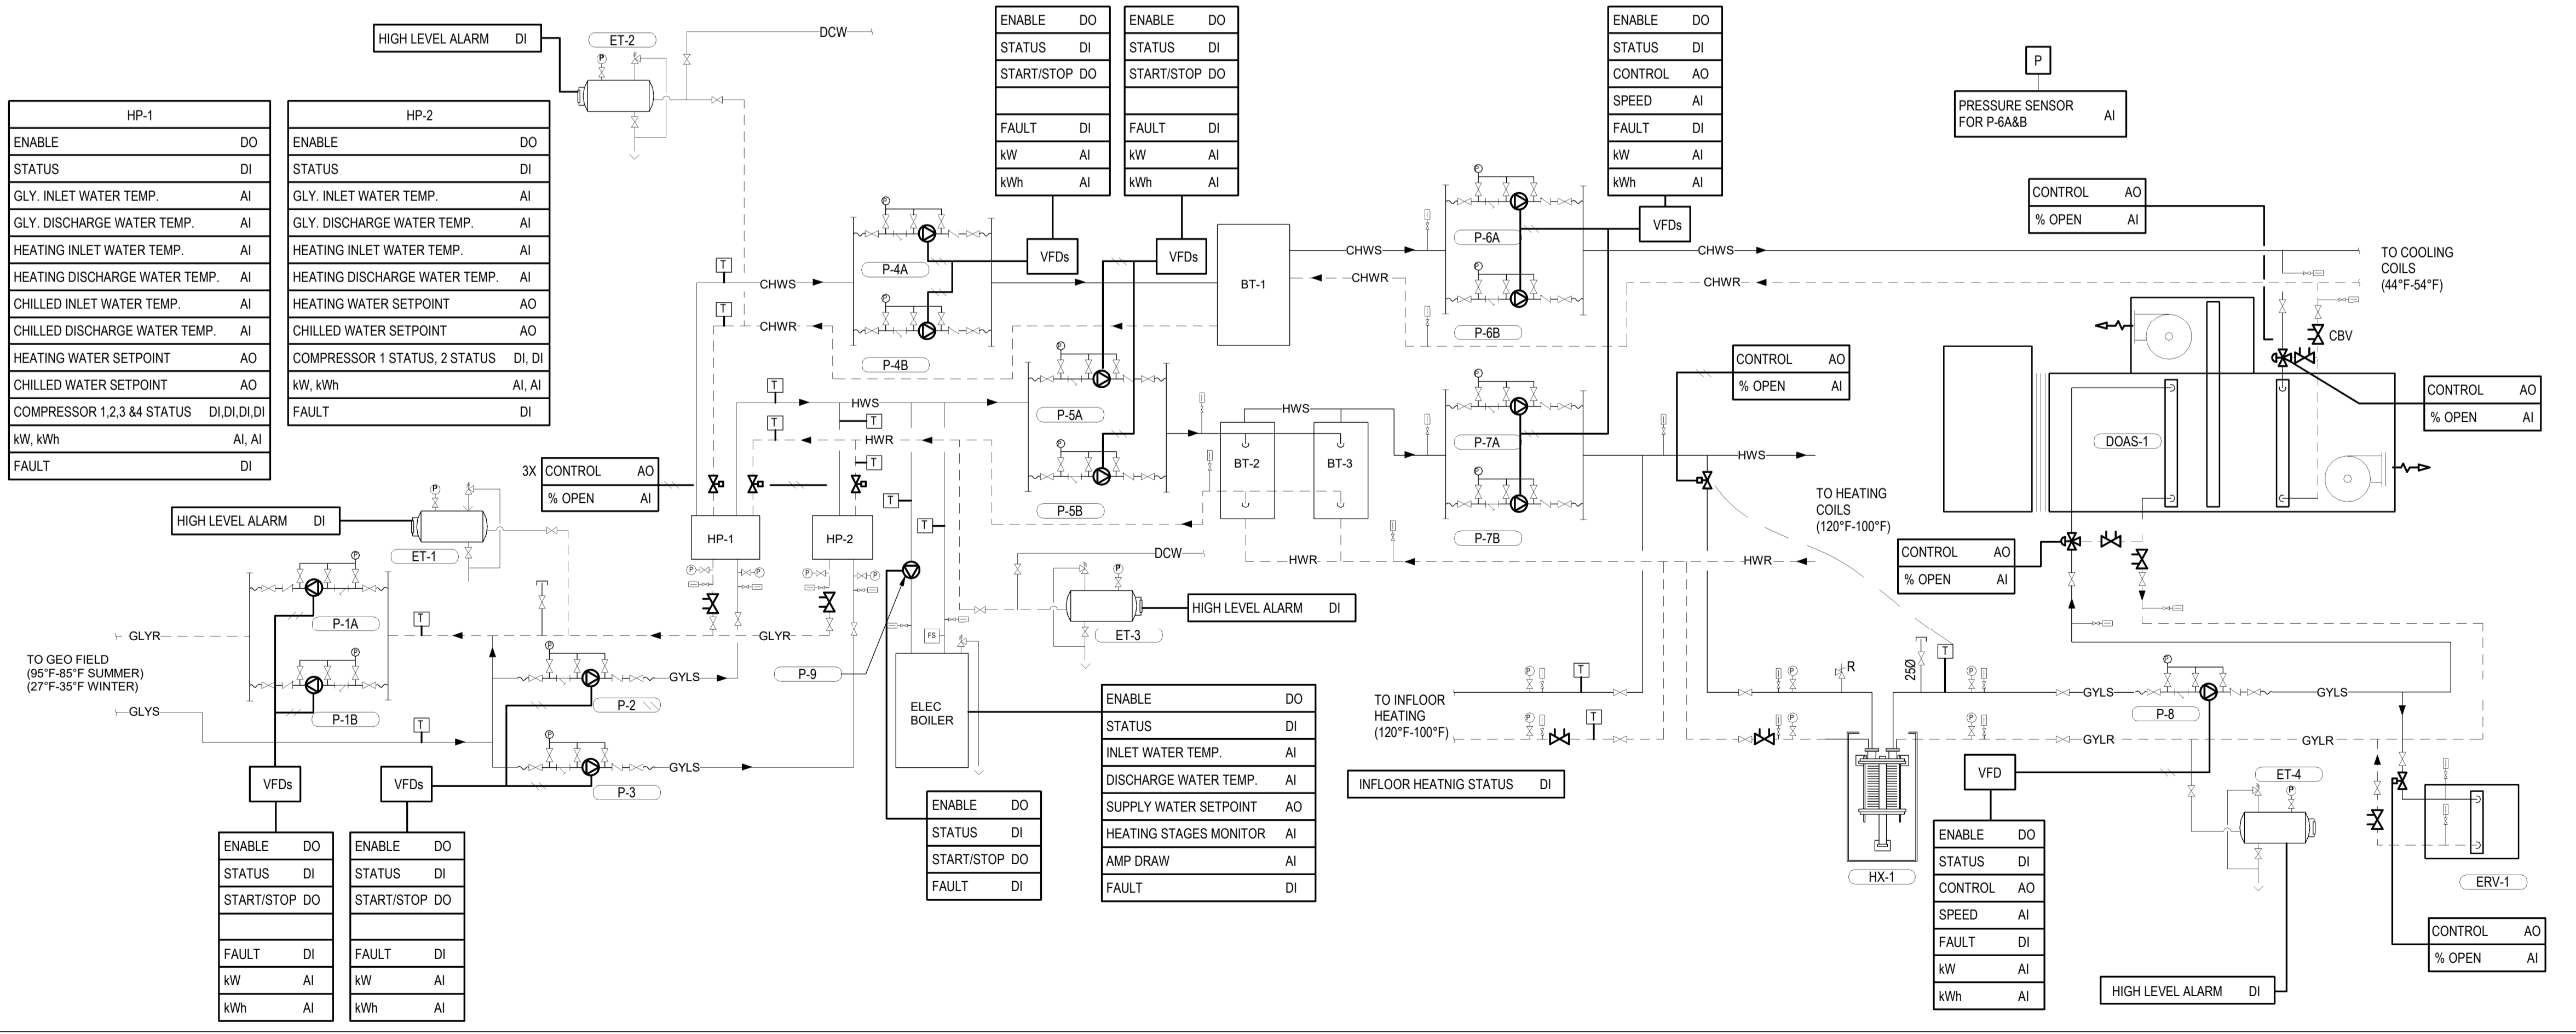 HIGH LEVEL ALARM DI
ET-2
P
DCW
HP-1
ENABLE DO
STATUS DI
GLY. INLET WATER TEMP. AI
GLY. DISCHARGE WATER TEMP. AI
HEATING INLET WATER TEMP. AI
HEATING DISCHARGE WATER TEMP. AI
CHILLED INLET WATER TEMP. AI
CHILLED DISCHARGE WATER TEMP. AI
HEATING WATER SETPOINT AO
CHILLED WATER SETPOINT AO
COMPRESSOR 1,2,3 &4 STATUS DI,DI,DI,DI
kW, kWh AI, AI
FAULT DI
HP-2
ENABLE DO
STATUS DI
GLY. INLET WATER TEMP. AI
GLY. DISCHARGE WATER TEMP. AI
HEATING INLET WATER TEMP. AI
HEATING DISCHARGE WATER TEMP. AI
HEATING WATER SETPOINT AO
CHILLED WATER SETPOINT AO
COMPRESSOR 1 STATUS, 2 STATUS DI, DI
kW, kWh AI, AI
FAULT DI
ENABLE DO
STATUS DI
START/STOP DO
FAULT DI
kW AI
kWh AI
VFDs
ENABLE DO
STATUS DI
START/STOP DO
FAULT DI
kW AI
kWh AI
VFDs
ENABLE DO
STATUS DI
CONTROL AO
SPEED AI
FAULT DI
kW AI
kWh AI
VFDs
P
PRESSURE SENSOR
FOR P-6A&B AI
CONTROL AO
% OPEN AI
P
P-4A
P
P-4B
T
CHWS
T
CHWR
BT-1
CHWS
CHWR
P
P-6A
P
P-6B
CHWS
CHWR
TO COOLING
COILS
(44°F-54°F)
CBV
CONTROL AO
% OPEN AI
DOAS-1
T
HWS
T
T
HWR
T
P
P-5A
P
P-5B
HWS
BT-2
BT-3
P
P-7A
P
P-7B
CONTROL AO
% OPEN AI
HWS
TO HEATING
COILS
(120°F-100°F)
HWR
HWR
CONTROL AO
% OPEN AI
3X CONTROL AO
% OPEN AI
HP-1
HP-2
P
P
P
P
T
T
HIGH LEVEL ALARM DI
P
ET-1
P
P-1A
P
P-1B
T
GLYR
GLYR
TO GEO FIELD
(95°F-85°F SUMMER)
(27°F-35°F WINTER)
GLYS
T
P
P-2
GYLS
P
P-3
GYLS
VFDs
ENABLE DO
STATUS DI
START/STOP DO
FAULT DI
kW AI
kWh AI
VFDs
ENABLE DO
STATUS DI
START/STOP DO
FAULT DI
kW AI
kWh AI
P-9
FS
ELEC
BOILER
DCW
P
ET-3
HIGH LEVEL ALARM DI
ENABLE DO
STATUS DI
START/STOP DO
FAULT DI
ENABLE DO
STATUS DI
INLET WATER TEMP. AI
DISCHARGE WATER TEMP. AI
SUPPLY WATER SETPOINT AO
HEATING STAGES MONITOR AI
AMP DRAW AI
FAULT DI
TO INFLOOR
HEATING
(120°F-100°F)
P
T
P
T
INFLOOR HEATNIG STATUS DI
P
P
R
HX-1
25Ø
T
P
P
GYLS
GYLR
P
P-8
GYLS
GYLR
VFD
ENABLE DO
STATUS DI
CONTROL AO
SPEED AI
FAULT DI
kW AI
kWh AI
ET-4
P
HIGH LEVEL ALARM DI
ERV-1
CONTROL AO
% OPEN AI